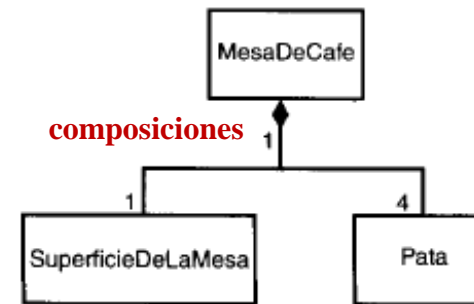 MesaDeCafe
composiciones
1
1
4
SuperficieDeLaMesa
Pata